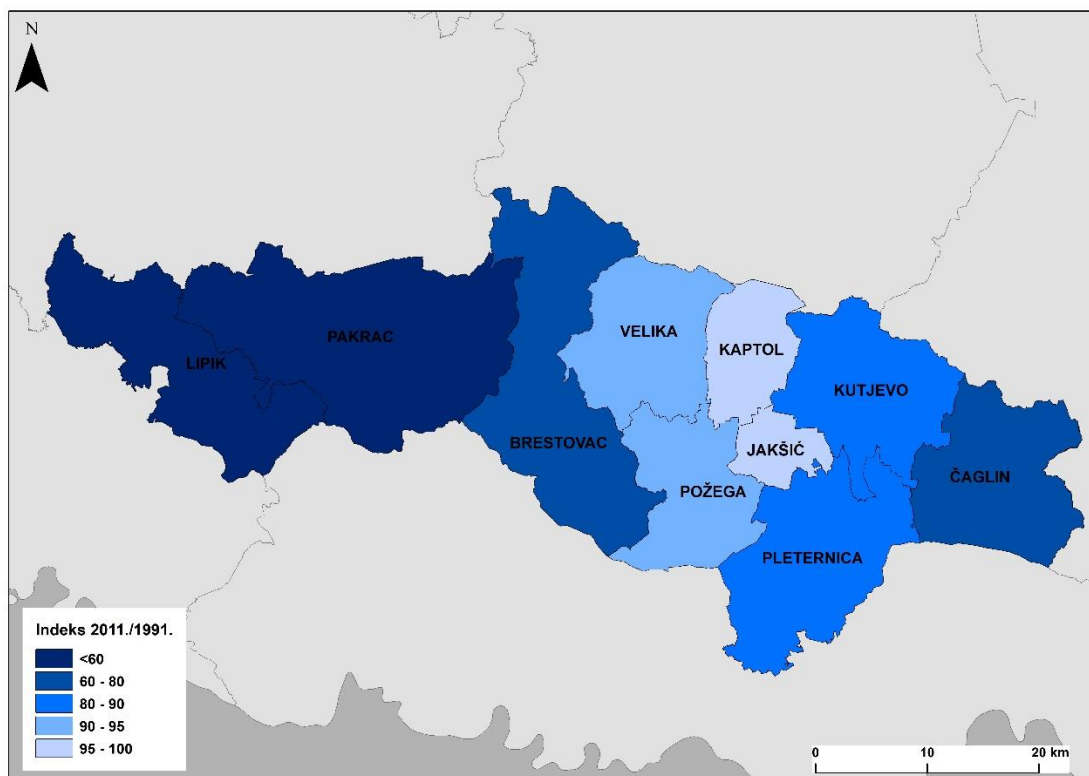 N
VELIKA
PAKRAC
KAPTOL
LIPIK
KUTJEVO
BRESTOVAC
JAKŠIĆ
ČAGLIN
POŽEGA
PLETERNICA
Indeks 2011./1991.
<60
60 - 80
80 - 90
90 - 95
95 - 100
0 10 20 km